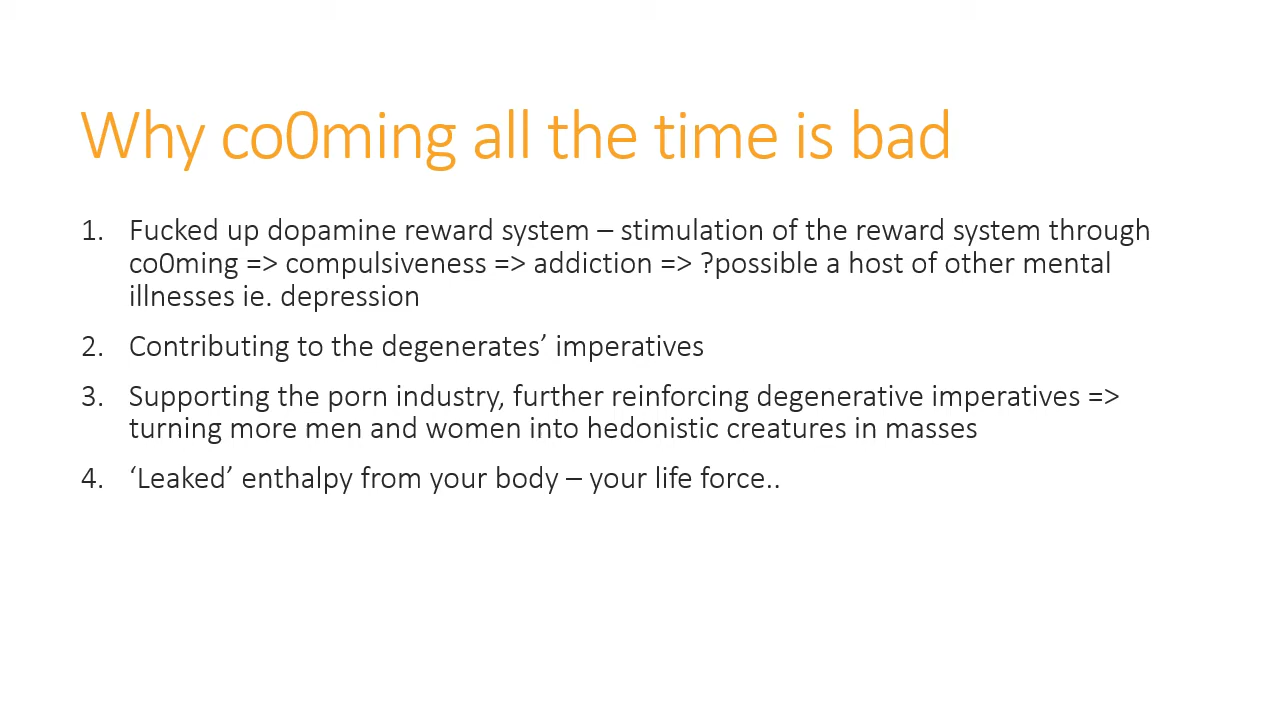 Why co0ming all the time is bad
1. Fucked up dopamine reward system – stimulation of the reward system through
co0ming => compulsiveness => addiction => ?possible a host of other mental
illnesses ie. depression
2. Contributing to the degenerates’ imperatives
3. Supporting the porn industry, further reinforcing degenerative imperatives =>
turning more men and women into hedonistic creatures in masses
4. ‘Leaked’ enthalpy from your body – your life force..